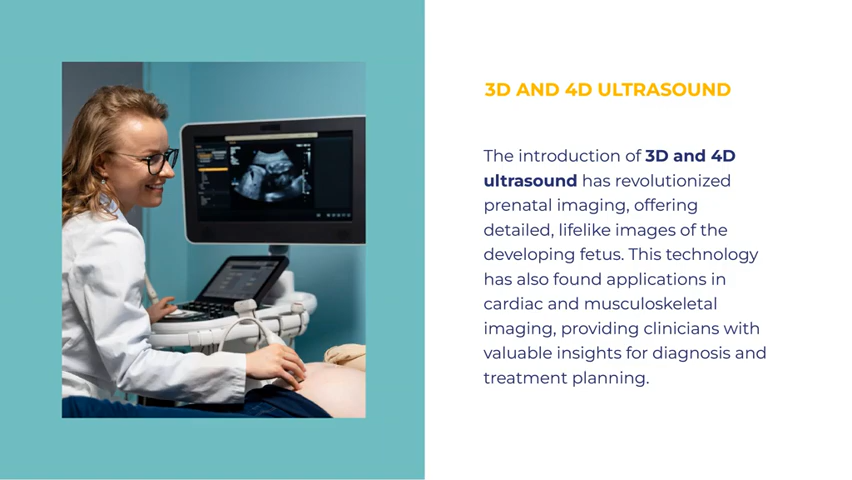 3D AND 4D ULTRASOUND
The introduction of 3D and 4D
ultrasound has revolutionized
prenatal imaging, offering
detailed, lifelike images of the
developing fetus. This technology
has also found applications in
cardiac and musculoskeletal
imaging, providing clinicians with
valuable insights for diagnosis and
treatment planning.